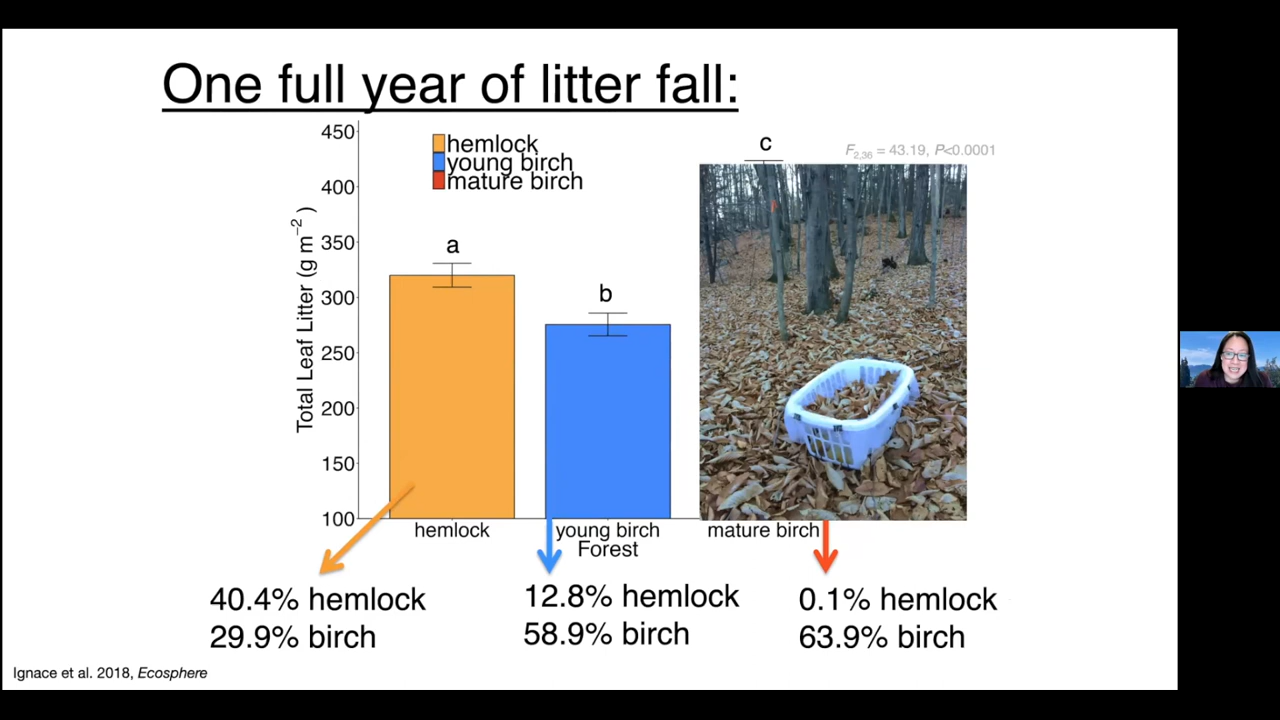 One full year of litter fall:
450
400
350
300
250
200
150
100
Total Leaf Litter (g m⁻²)
hemlock
young birch
mature birch
a
b
c
F₂,₃₆ = 43.19, P<0.0001
hemlock
young birch
mature birch
Forest
40.4% hemlock
29.9% birch
12.8% hemlock
58.9% birch
0.1% hemlock
63.9% birch
Ignace et al. 2018, Ecosphere